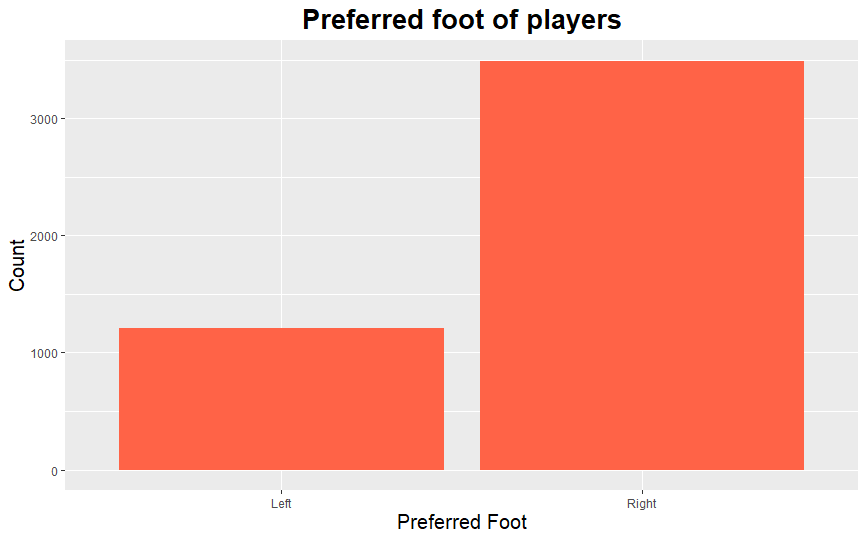 Preferred foot of players
Count
3000
2000
1000
0
Left Right
Preferred Foot